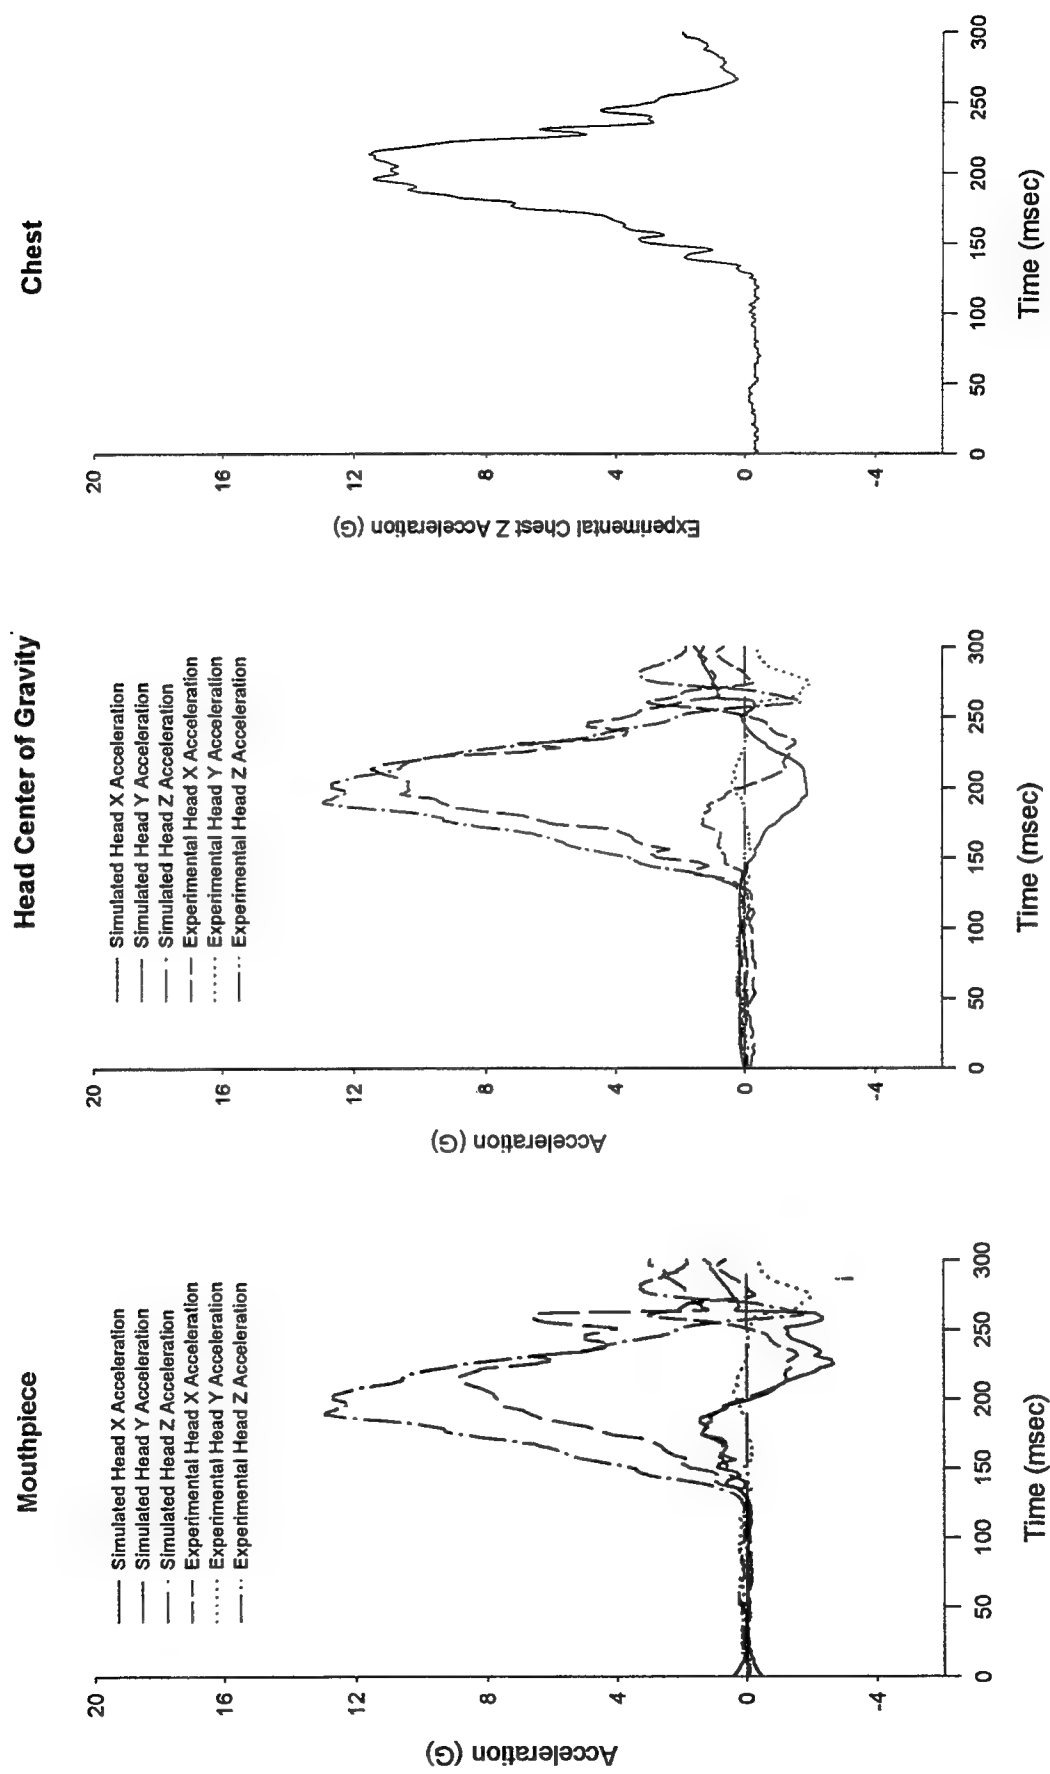 Mouthpiece
Simulated Head X Acceleration
Simulated Head Y Acceleration
Simulated Head Z Acceleration
Experimental Head X Acceleration
Experimental Head Y Acceleration
Experimental Head Z Acceleration
Acceleration (G)
20
16
12
8
4
0
-4
0 50 100 150 200 250 300
Time (msec)
Head Center of Gravity
Simulated Head X Acceleration
Simulated Head Y Acceleration
Simulated Head Z Acceleration
Experimental Head X Acceleration
Experimental Head Y Acceleration
Experimental Head Z Acceleration
Acceleration (G)
20
16
12
8
4
0
-4
0 50 100 150 200 250 300
Time (msec)
Chest
Experimental Chest Z Acceleration (G)
20
16
12
8
4
0
-4
0 50 100 150 200 250 300
Time (msec)